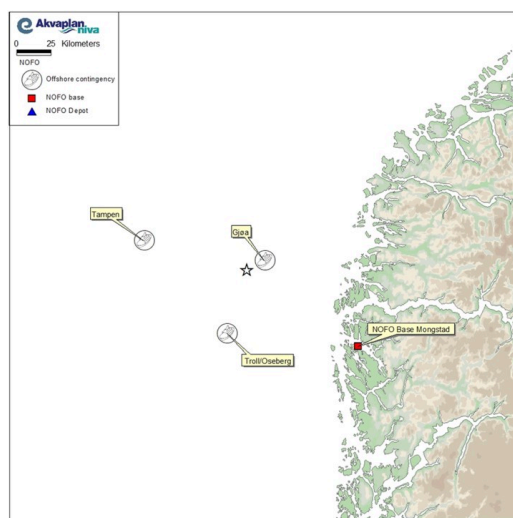 Akvaplan
niva
0 25 Kilometers
NOFO
Offshore contingency
NOFO base
NOFO Depot
Tampen
Gjøa
NOFO Base Mongstad
Troll/Oseberg